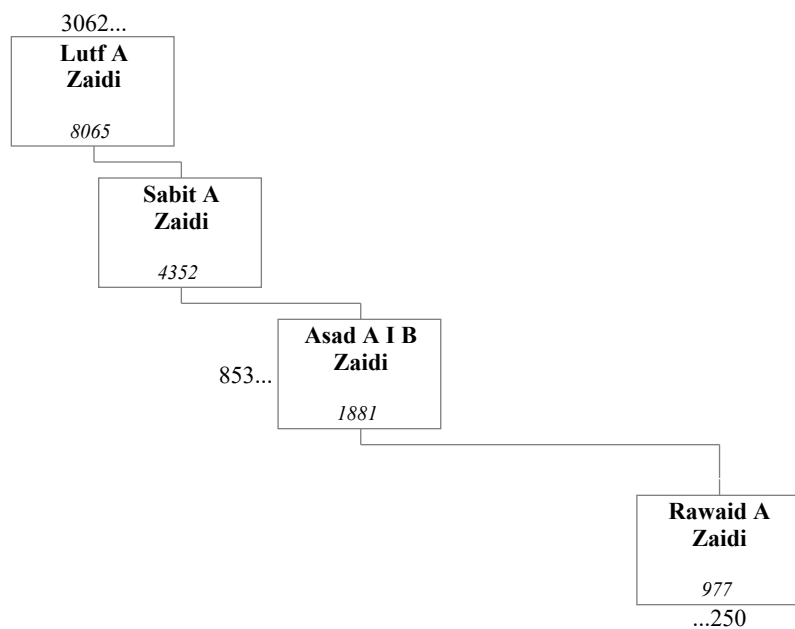 3062...
Lutf A
Zaidi
8065
Sabit A
Zaidi
4352
Asad A I B
Zaidi
853...
1881
Rawaid A
Zaidi
977
...250